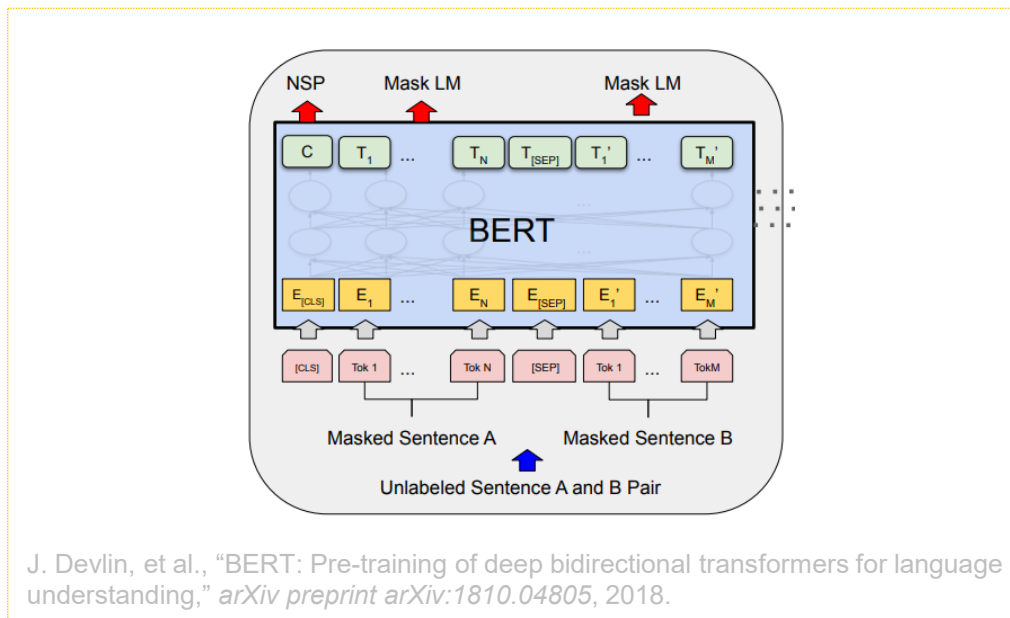 NSP Mask LM Mask LM
C T1 ... TN T[SEP] T1’ ... TM’
...
BERT
...
E[CLS] E1 ... EN E[SEP] E1’ ... EM’
[CLS] Tok 1 ... Tok N [SEP] Tok 1 ... TokM
Masked Sentence A Masked Sentence B
Unlabeled Sentence A and B Pair
J. Devlin, et al., “BERT: Pre-training of deep bidirectional transformers for language
understanding,” arXiv preprint arXiv:1810.04805, 2018.